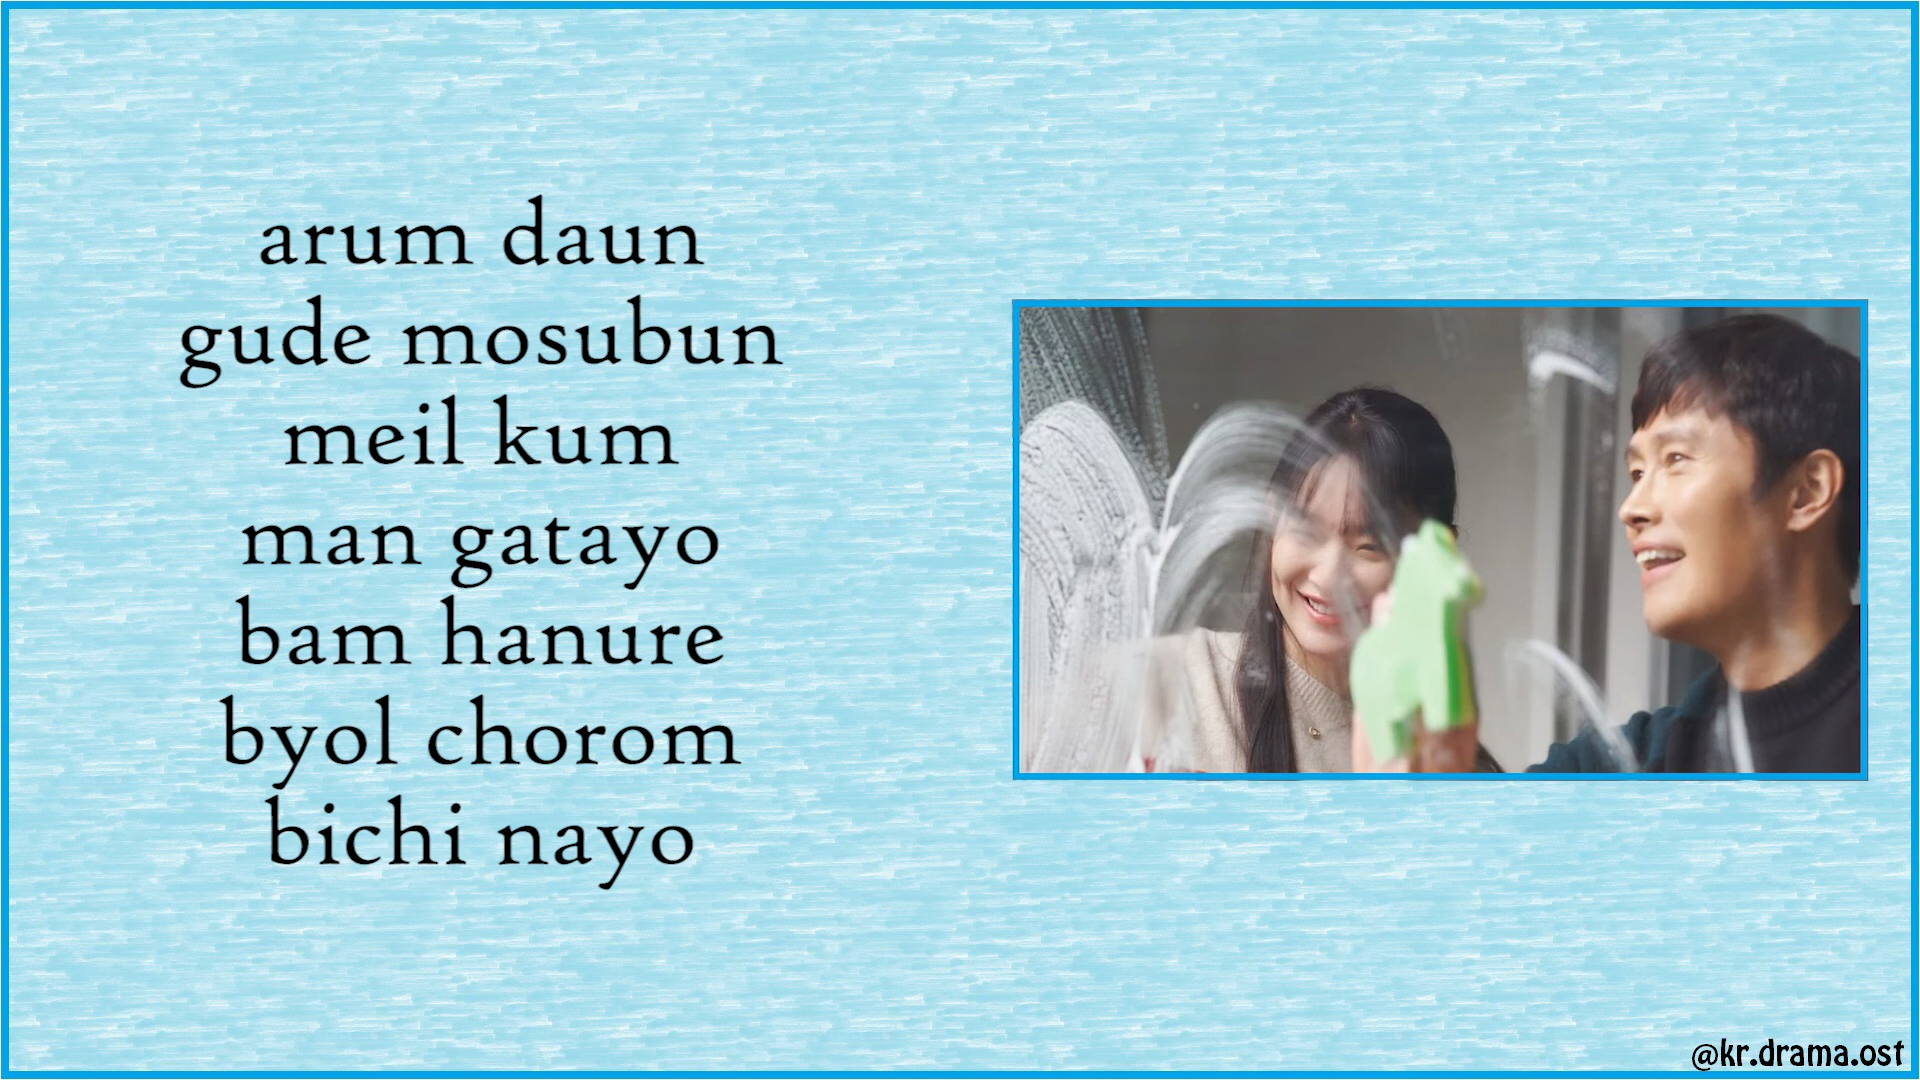 arum daun
gude mosubun
meil kum
man gatayo
bam hanure
byol chorom
bichi nayo
@kr.drama.ost